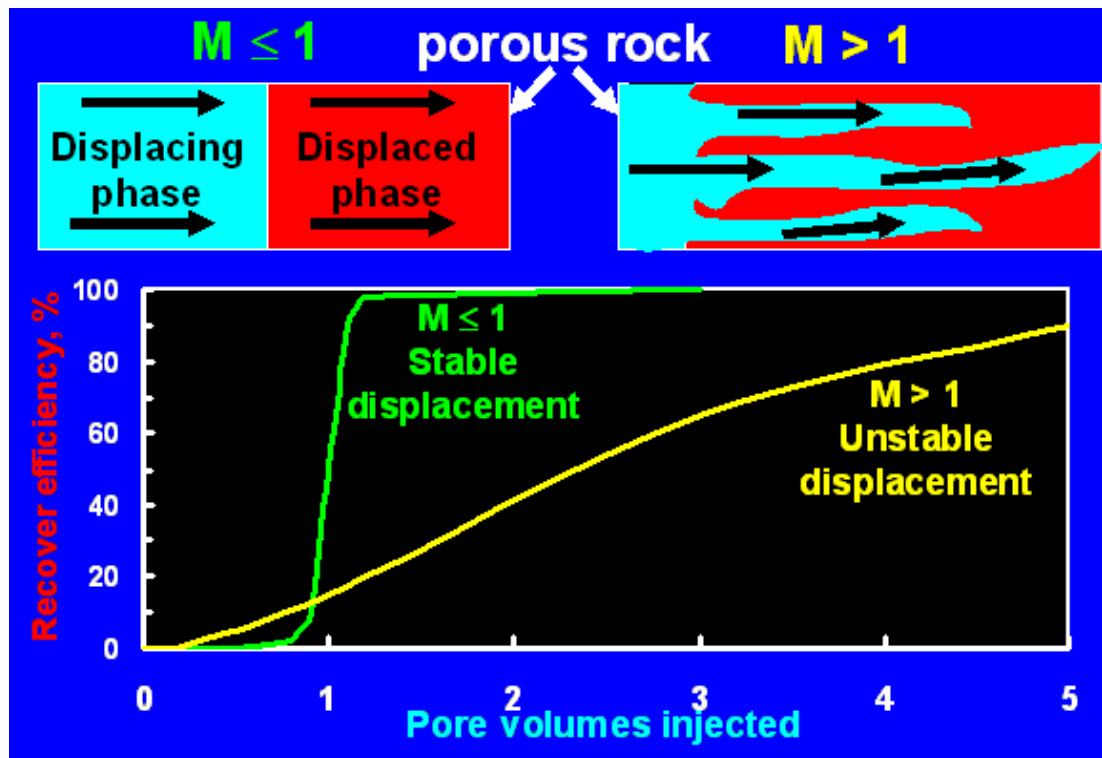 M ≤ 1 porous rock M > 1
Displacing
phase
Displaced
phase
Recover efficiency, %
100
80
60
40
20
0
M ≤ 1
Stable
displacement
M > 1
Unstable
displacement
0 1 2 3 4 5
Pore volumes injected